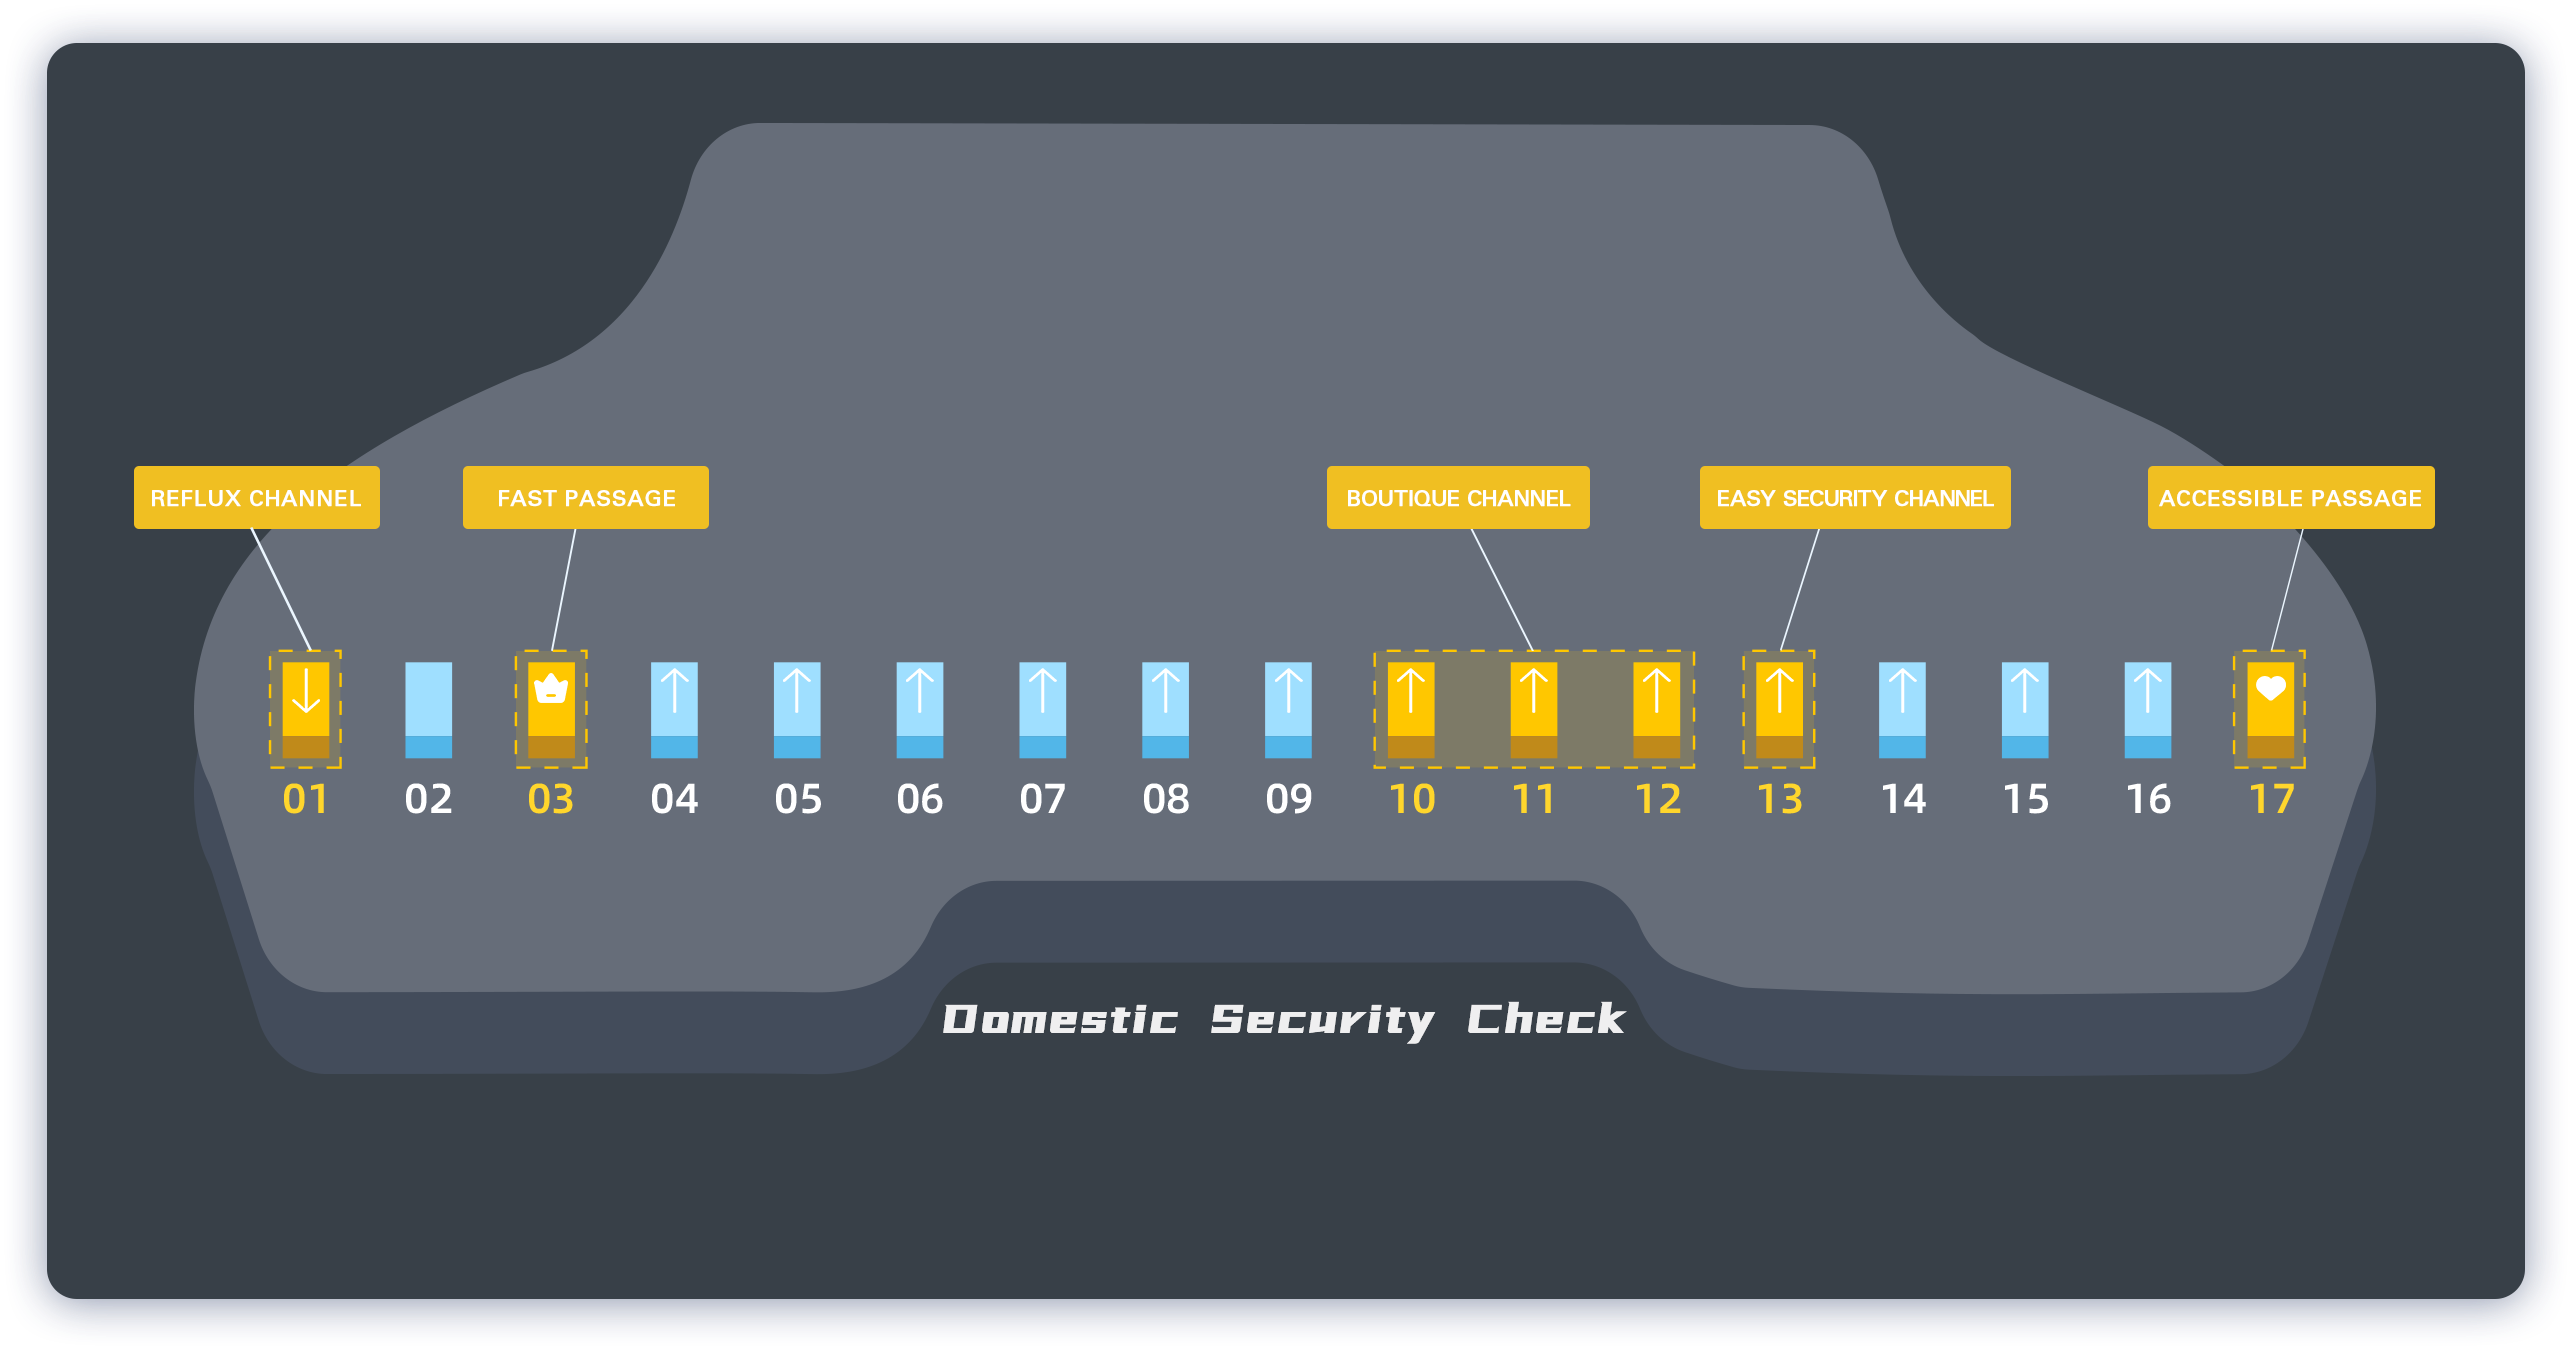 REFLUX CHANNEL
FAST PASSAGE
BOUTIQUE CHANNEL
EASY SECURITY CHANNEL
ACCESSIBLE PASSAGE
01 02 03 04 05 06 07 08 09 10 11 12 13 14 15 16 17
Domestic Security Check